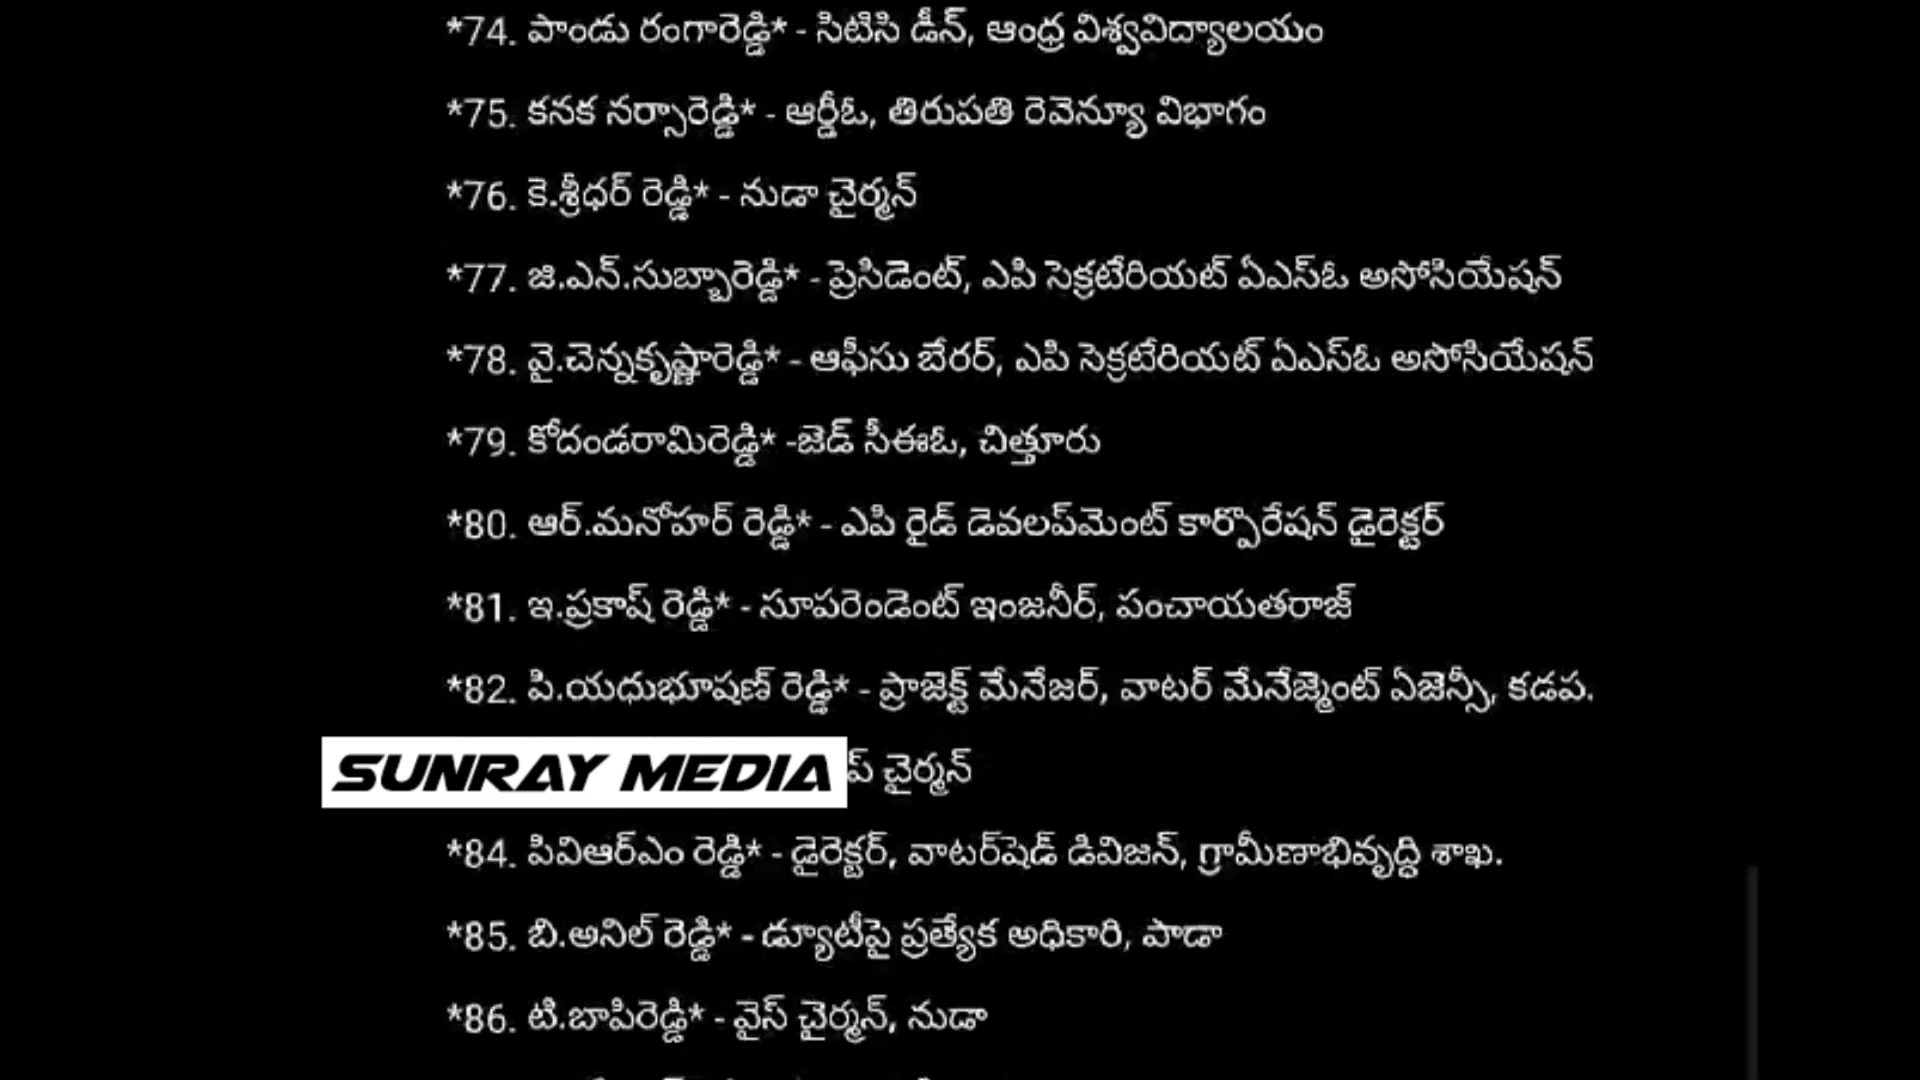 *74. పాండు రంగారెడ్డి* - సిటిసి డీన్, ఆంధ్ర విశ్వవిద్యాలయం
*75. కనక నర్సారెడ్డి* - ఆర్డీఓ, తిరుపతి రెవెన్యూ విభాగం
*76. కె.శ్రీధర్ రెడ్డి* - నుడా చైర్మన్
*77. జి.ఎన్.సుబ్బారెడ్డి* - ప్రెసిడెంట్, ఎపి సెక్రటేరియట్ ఏఎస్ఓ అసోసియేషన్
*78. వై.చెన్నకృష్ణారెడ్డి* - ఆఫీసు బేరర్, ఎపి సెక్రటేరియట్ ఏఎస్ఓ అసోసియేషన్
*79. కోదండరామిరెడ్డి* -జెడ్ సీఈఓ, చిత్తూరు
*80. ఆర్.మనోహర్ రెడ్డి* - ఎపి రైడ్ డెవలప్‌మెంట్ కార్పొరేషన్ డైరెక్టర్
*81. ఇ.ప్రకాష్ రెడ్డి* - సూపరెండెంట్ ఇంజనీర్, పంచాయతరాజ్
*82. పి.యధుభూషణ్ రెడ్డి* - ప్రాజెక్ట్ మేనేజర్, వాటర్ మేనేజ్మెంట్ ఏజెన్సీ, కడప.
SUNRAY MEDIA చైర్మన్
*84. పివిఆర్ఎం రెడ్డి* - డైరెక్టర్, వాటర్‌షెడ్ డివిజన్, గ్రామీణాభివృద్ధి శాఖ.
*85. బి.అనిల్ రెడ్డి* - డ్యూటీపై ప్రత్యేక అధికారి, పాడా
*86. టి.బాపిరెడ్డి* - వైస్ చైర్మన్, నుడా